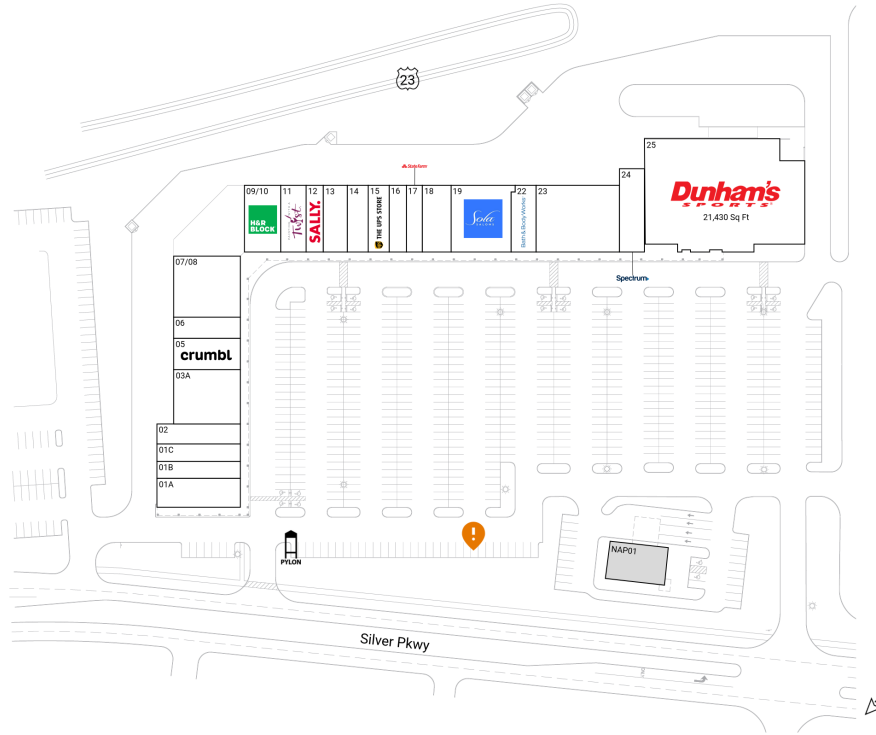 23
StateFarm
25
Dunham's
SPORTS
21,430 Sq Ft
24
09/10
H&R
BLOCK
11
Twist
12
SALLY.
13
14
15
THE UPS STORE
16
17
18
19
Sola
SALONS
22
Bath & Body Works
23
Spectrum
07/08
06
05
crumbl
03A
02
01C
01B
01A
PYLON
!
NAP01
Silver Pkwy